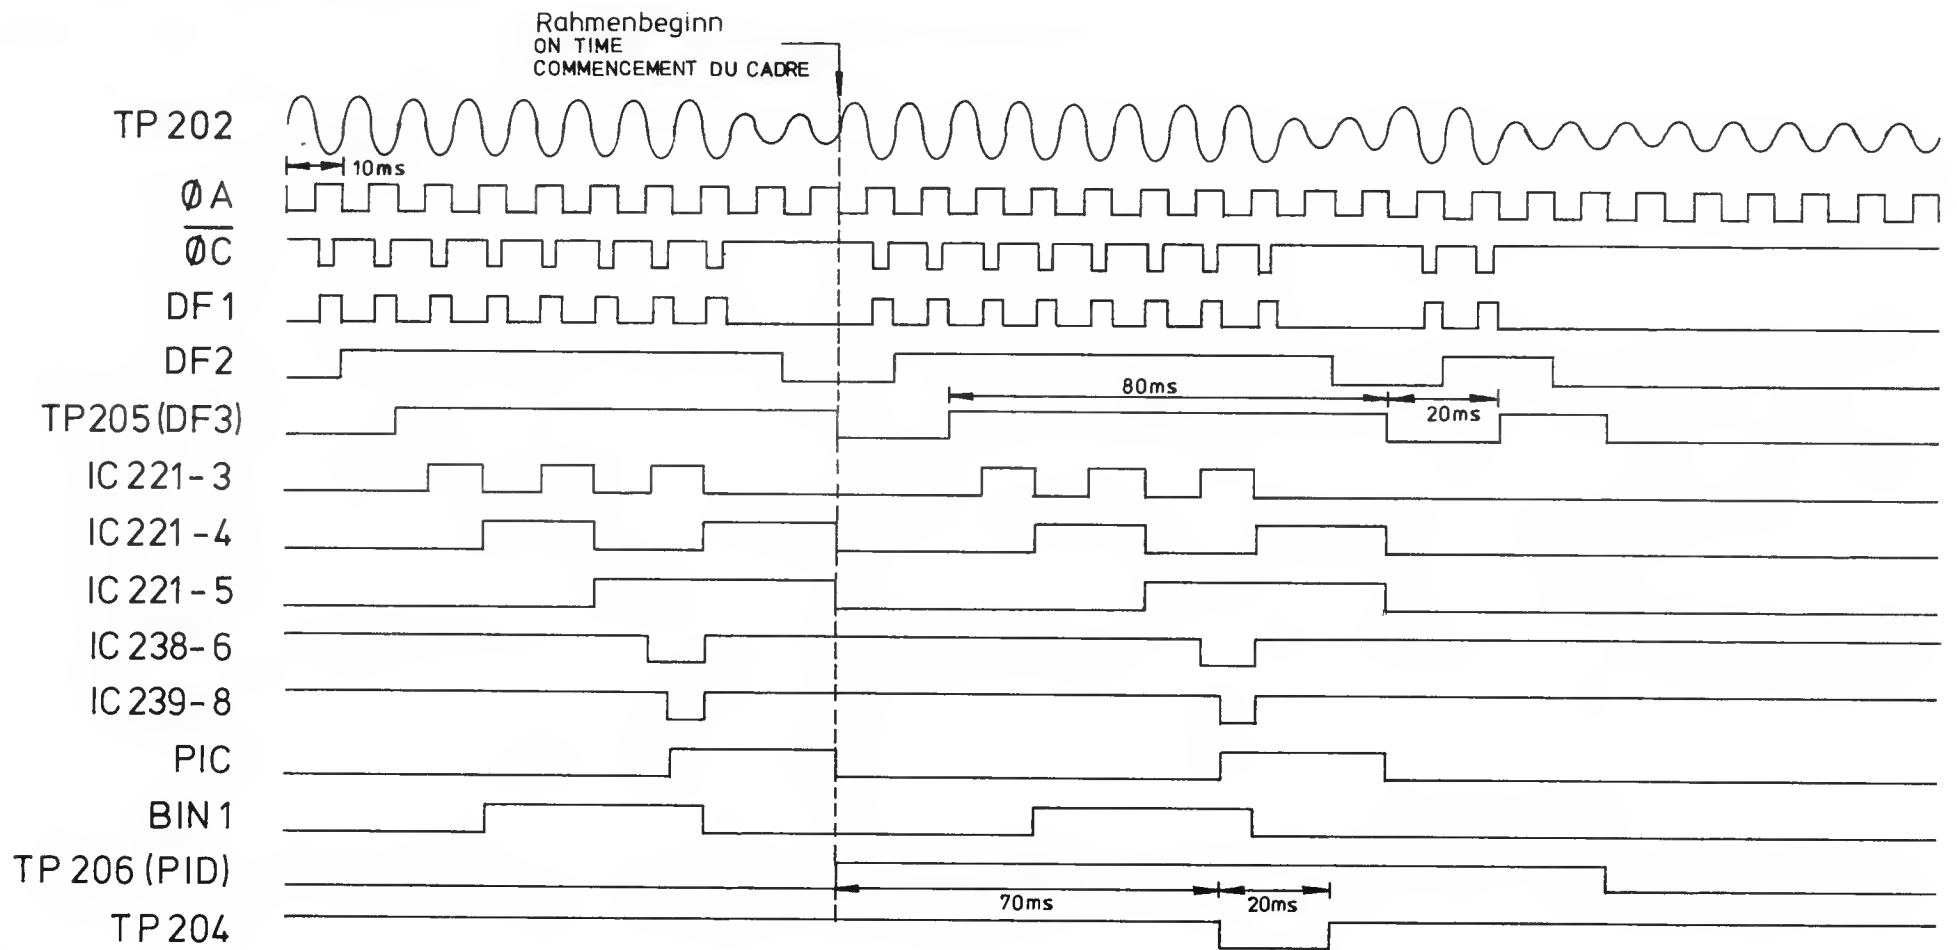 Rahmenbeginn
ON TIME
COMMENCEMENT DU CADRE
TP 202
10ms
ØA
ØC
DF 1
DF2
80ms
TP205(DF3)
20ms
IC 221-3
IC 221-4
IC 221-5
IC 238-6
IC 239-8
PIC
BIN 1
TP 206 (PID)
70ms
20ms
TP 204